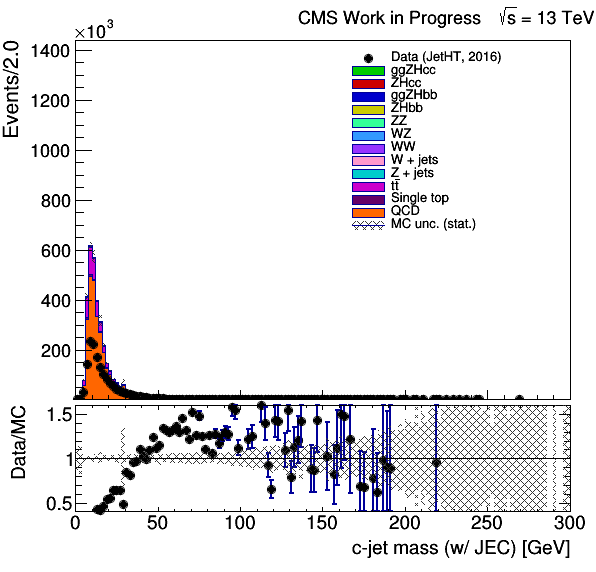 CMS Work in Progress √s = 13 TeV
×10³
Events/2.0
1400
1200
1000
800
600
400
200
Data (JetHT, 2016)
ggZHcc
ZHcc
ggZHbb
ZHbb
ZZ
WZ
WW
W + jets
Z + jets
tt̄
Single top
QCD
MC unc. (stat.)
Data/MC
1.5
1
0.5
0 50 100 150 200 250 300
c-jet mass (w/ JEC) [GeV]